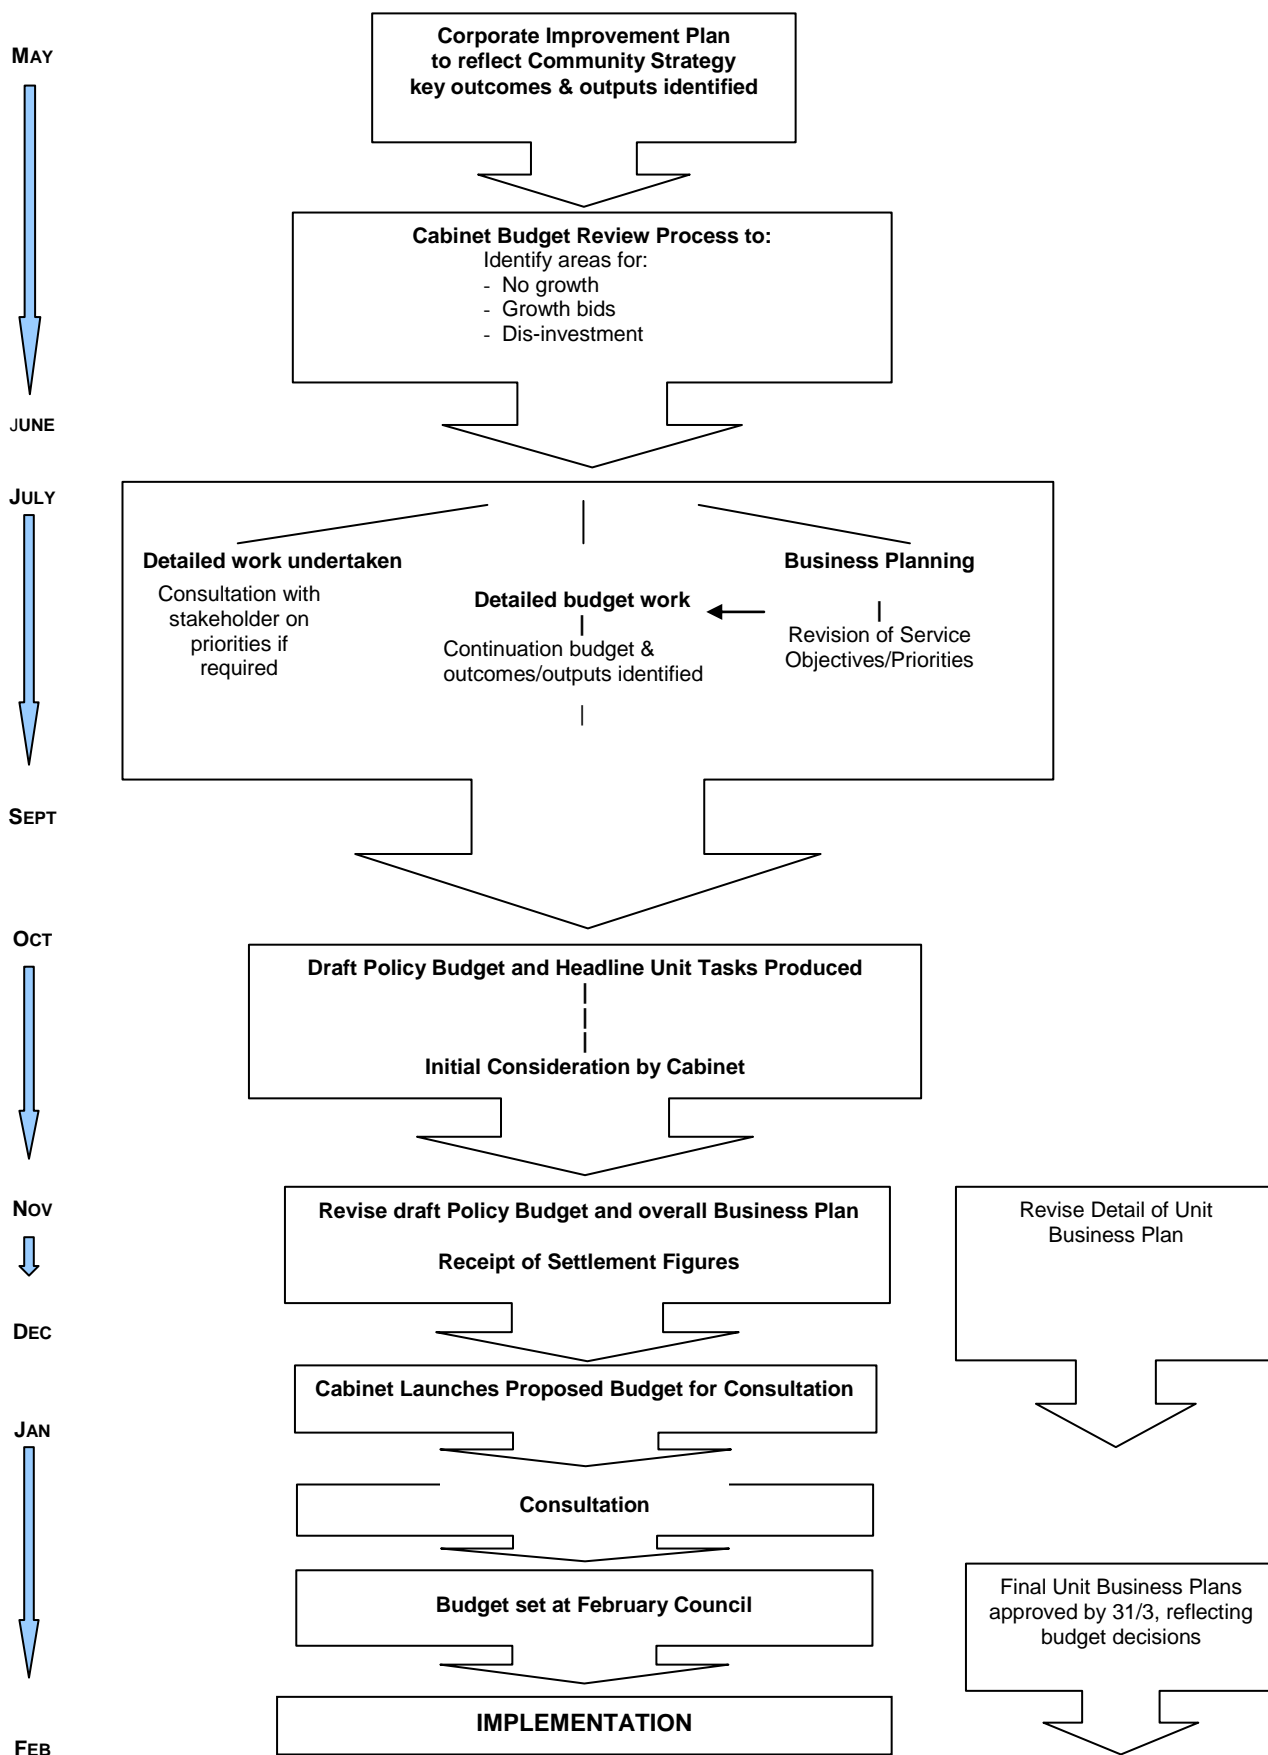 MAY
Corporate Improvement Plan
to reflect Community Strategy
key outcomes & outputs identified
Cabinet Budget Review Process to:
Identify areas for:
- No growth
- Growth bids
- Dis-investment
JUNE
JULY
Detailed work undertaken
Consultation with
stakeholder on
priorities if
required
Detailed budget work
Continuation budget &
outcomes/outputs identified
Business Planning
Revision of Service
Objectives/Priorities
SEPT
OCT
Draft Policy Budget and Headline Unit Tasks Produced
Initial Consideration by Cabinet
NOV
Revise draft Policy Budget and overall Business Plan
Receipt of Settlement Figures
Revise Detail of Unit
Business Plan
DEC
Cabinet Launches Proposed Budget for Consultation
JAN
Consultation
Budget set at February Council
Final Unit Business Plans
approved by 31/3, reflecting
budget decisions
IMPLEMENTATION
FEB